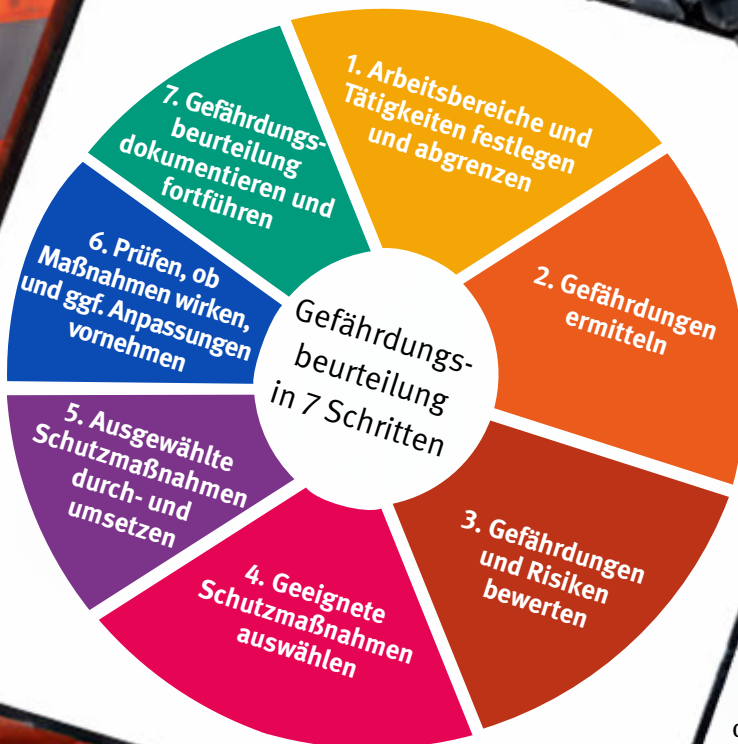 1. Arbeitsbereiche und
Tätigkeiten festlegen
und abgrenzen
2. Gefährdungen
ermitteln
3. Gefährdungen
und Risiken
bewerten
4. Geeignete
Schutzmaßnahmen
auswählen
5. Ausgewählte
Schutzmaßnahmen
durch- und
umsetzen
6. Prüfen, ob
Maßnahmen wirken,
und ggf. Anpassungen
vornehmen
7. Gefährdungs-
beurteilung
dokumentieren und
fortführen
Gefährdungs-
beurteilung
in 7 Schritten